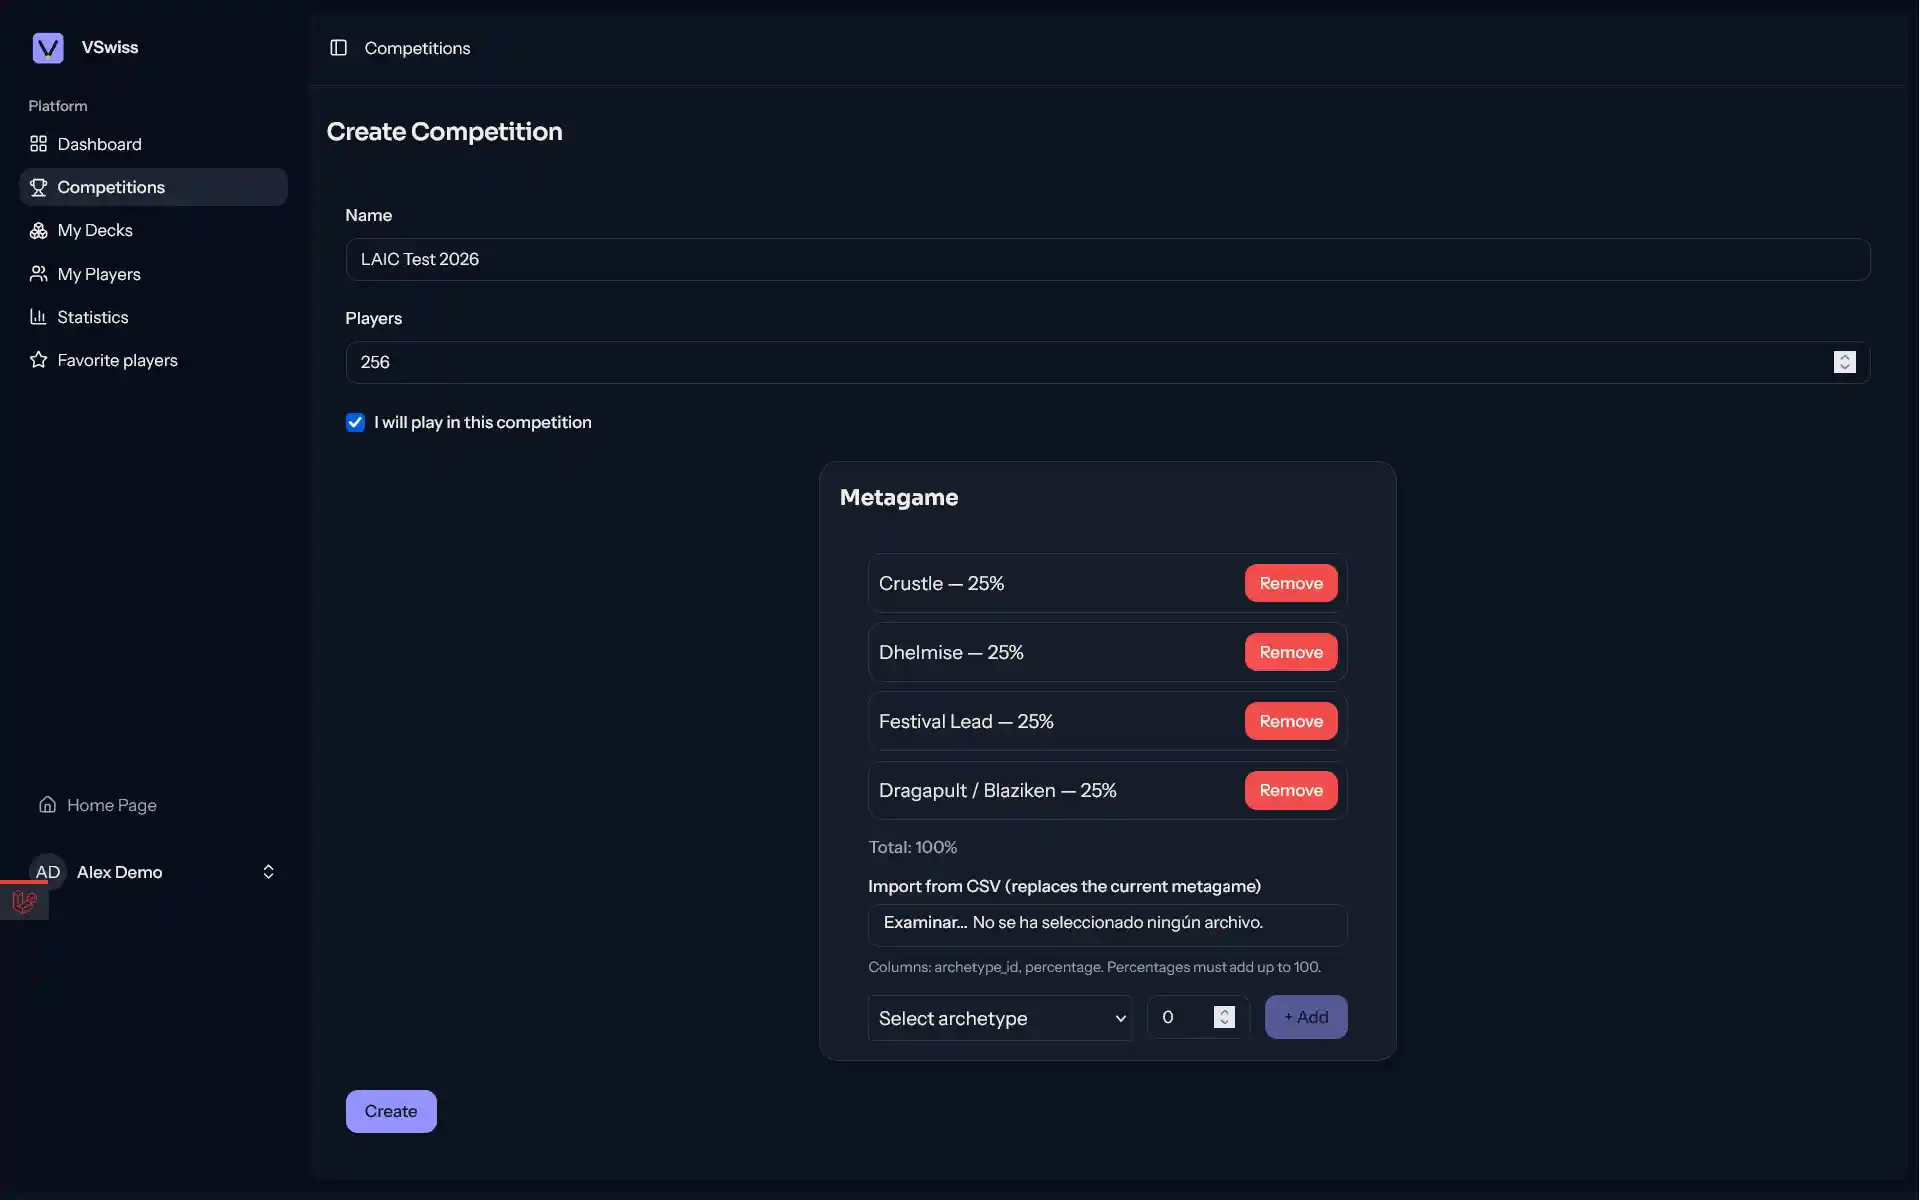 VSwiss
Platform
Dashboard
Competitions
My Decks
My Players
Statistics
Favorite players
Home Page
AD Alex Demo
Competitions
Create Competition
Name
LAIC Test 2026
Players
256
I will play in this competition
Metagame
Crustle — 25% Remove
Dhelmise — 25% Remove
Festival Lead — 25% Remove
Dragapult / Blaziken — 25% Remove
Total: 100%
Import from CSV (replaces the current metagame)
Examinar... No se ha seleccionado ningún archivo.
Columns: archetype_id, percentage. Percentages must add up to 100.
Select archetype 0 + Add
Create